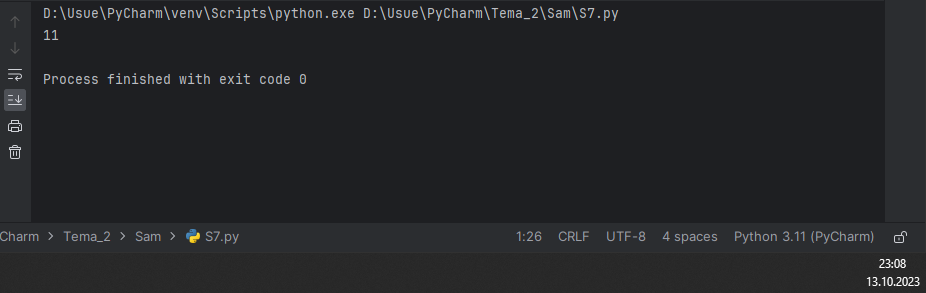 D:\Usue\PyCharm\venv\Scripts\python.exe D:\Usue\PyCharm\Tema_2\Sam\S7.py
11
Process finished with exit code 0
Charm > Tema_2 > Sam > S7.py 1:26 CRLF UTF-8 4 spaces Python 3.11 (PyCharm)
23:08
13.10.2023